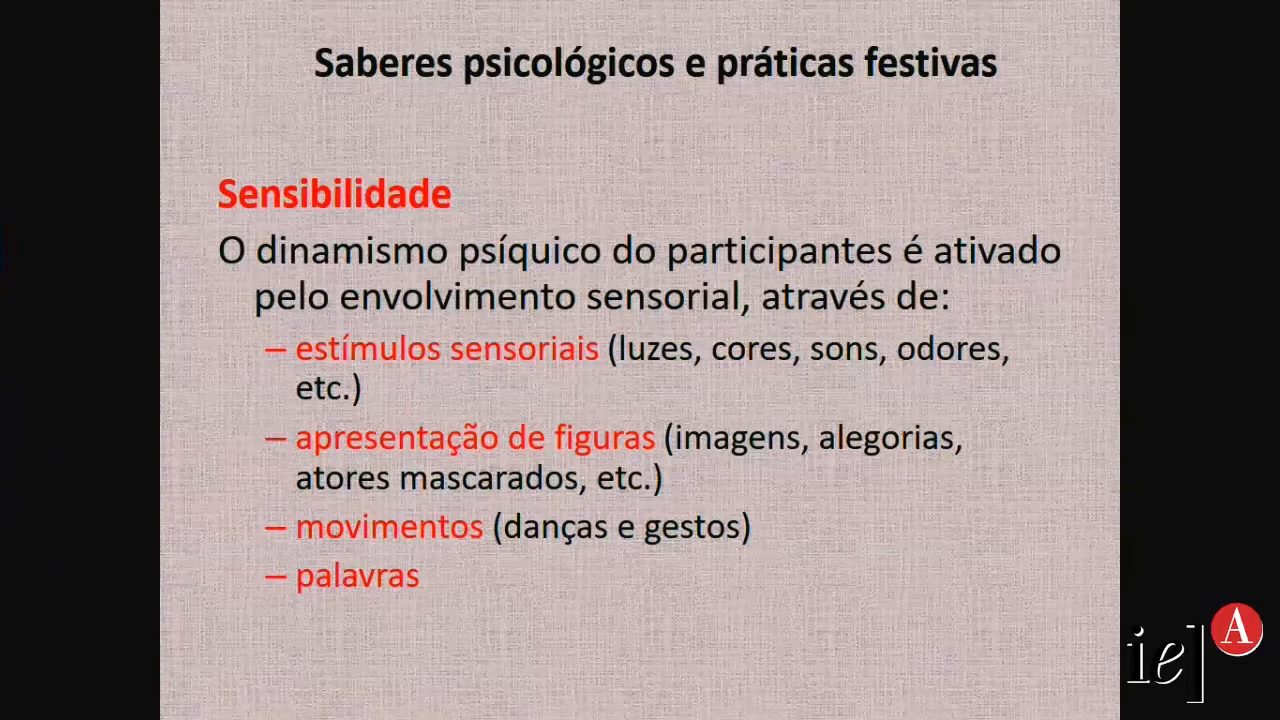 Saberes psicológicos e práticas festivas
Sensibilidade
O dinamismo psíquico do participantes é ativado
pelo envolvimento sensorial, através de:
– estímulos sensoriais (luzes, cores, sons, odores,
etc.)
– apresentação de figuras (imagens, alegorias,
atores mascarados, etc.)
– movimentos (danças e gestos)
– palavras
ie] A